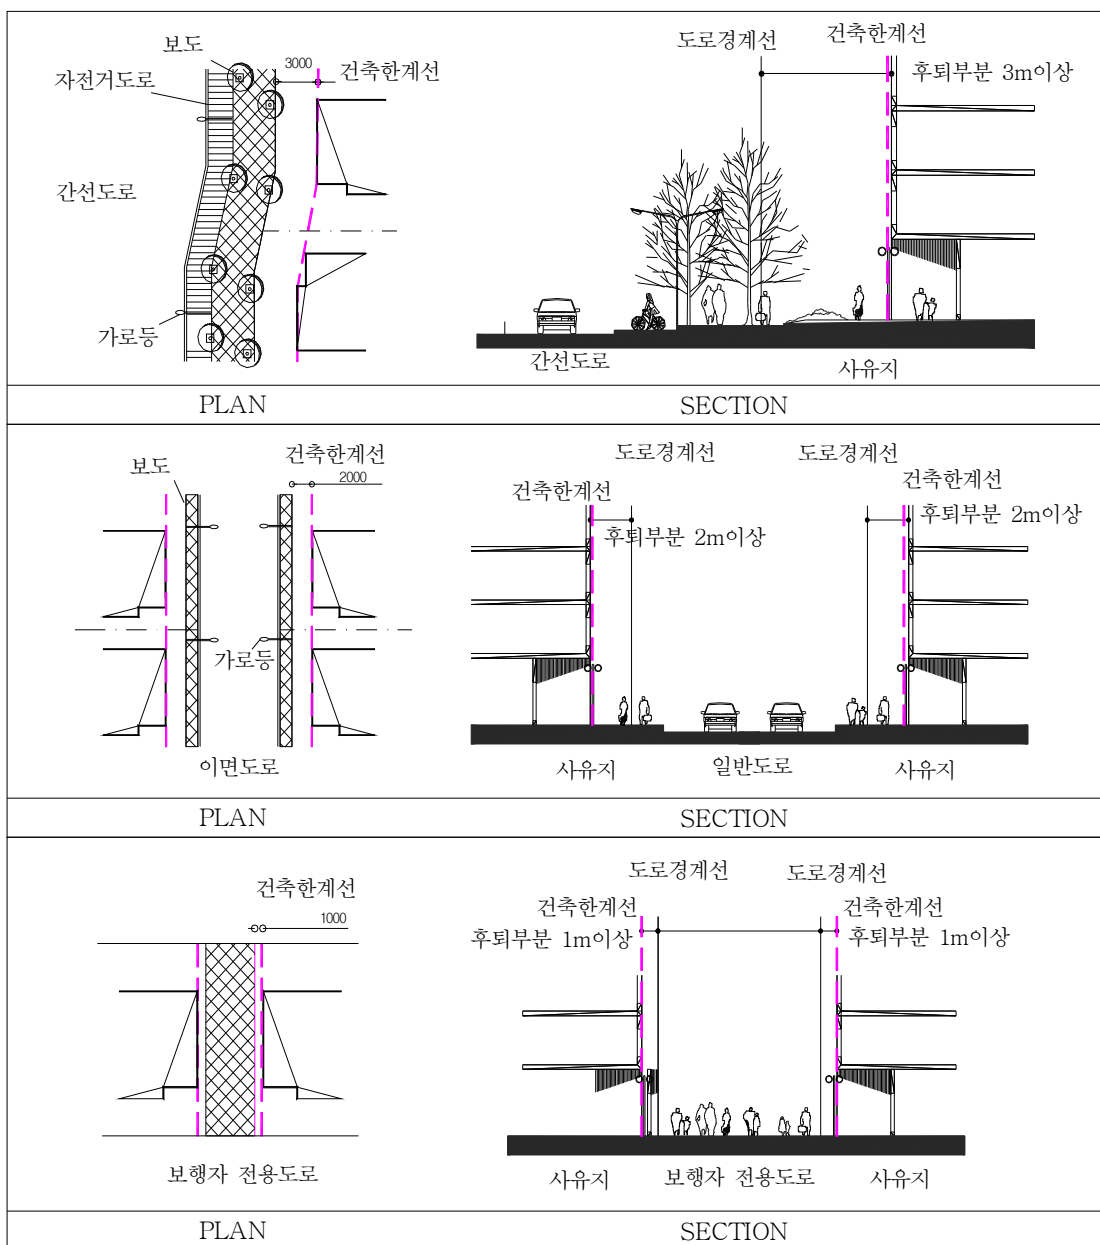 보도
3000
건축한계선
자전거도로
간선도로
가로등
도로경계선
건축한계선
후퇴부분 3m이상
간선도로
사유지
PLAN
SECTION
보도
건축한계선
2000
가로등
이면도로
도로경계선
도로경계선
건축한계선
건축한계선
후퇴부분 2m이상
후퇴부분 2m이상
사유지
일반도로
사유지
PLAN
SECTION
건축한계선
1000
보행자 전용도로
도로경계선
도로경계선
건축한계선
건축한계선
후퇴부분 1m이상
후퇴부분 1m이상
사유지
보행자 전용도로
사유지
PLAN
SECTION